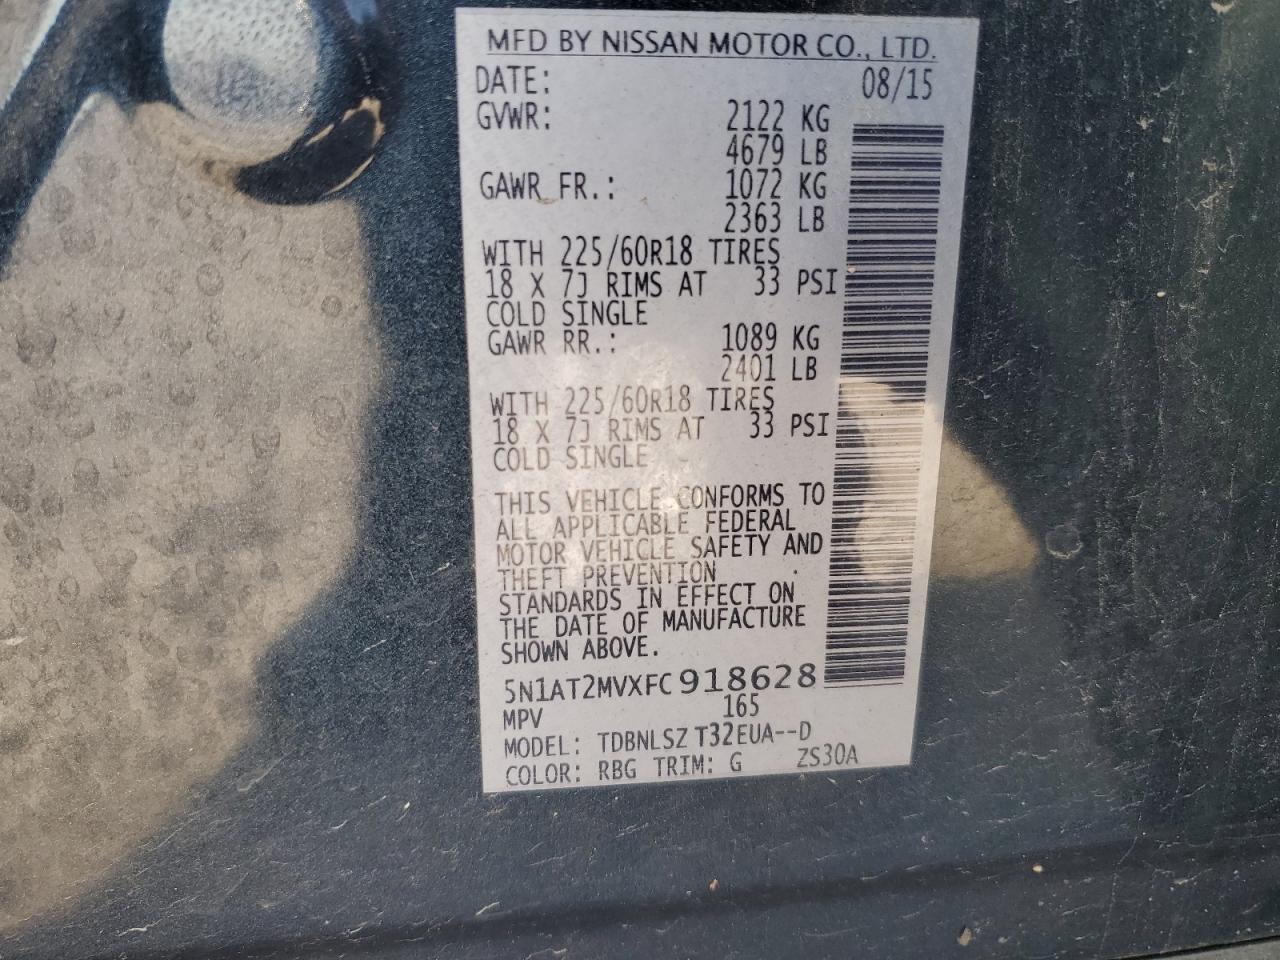 MFD BY NISSAN MOTOR CO., LTD.
DATE: 08/15
GVWR: 2122 KG
4679 LB
GAWR FR.: 1072 KG
2363 LB
WITH 225/60R18 TIRES
18 X 7J RIMS AT 33 PSI
COLD SINGLE
GAWR RR.: 1089 KG
2401 LB
WITH 225/60R18 TIRES
18 X 7J RIMS AT 33 PSI
COLD SINGLE
THIS VEHICLE CONFORMS TO
ALL APPLICABLE FEDERAL
MOTOR VEHICLE SAFETY AND
THEFT PREVENTION
STANDARDS IN EFFECT ON
THE DATE OF MANUFACTURE
SHOWN ABOVE.
5N1AT2MVXFC918628
MPV 165
MODEL: TDBNLSZ T32EUA--D
COLOR: RBG TRIM: G ZS30A